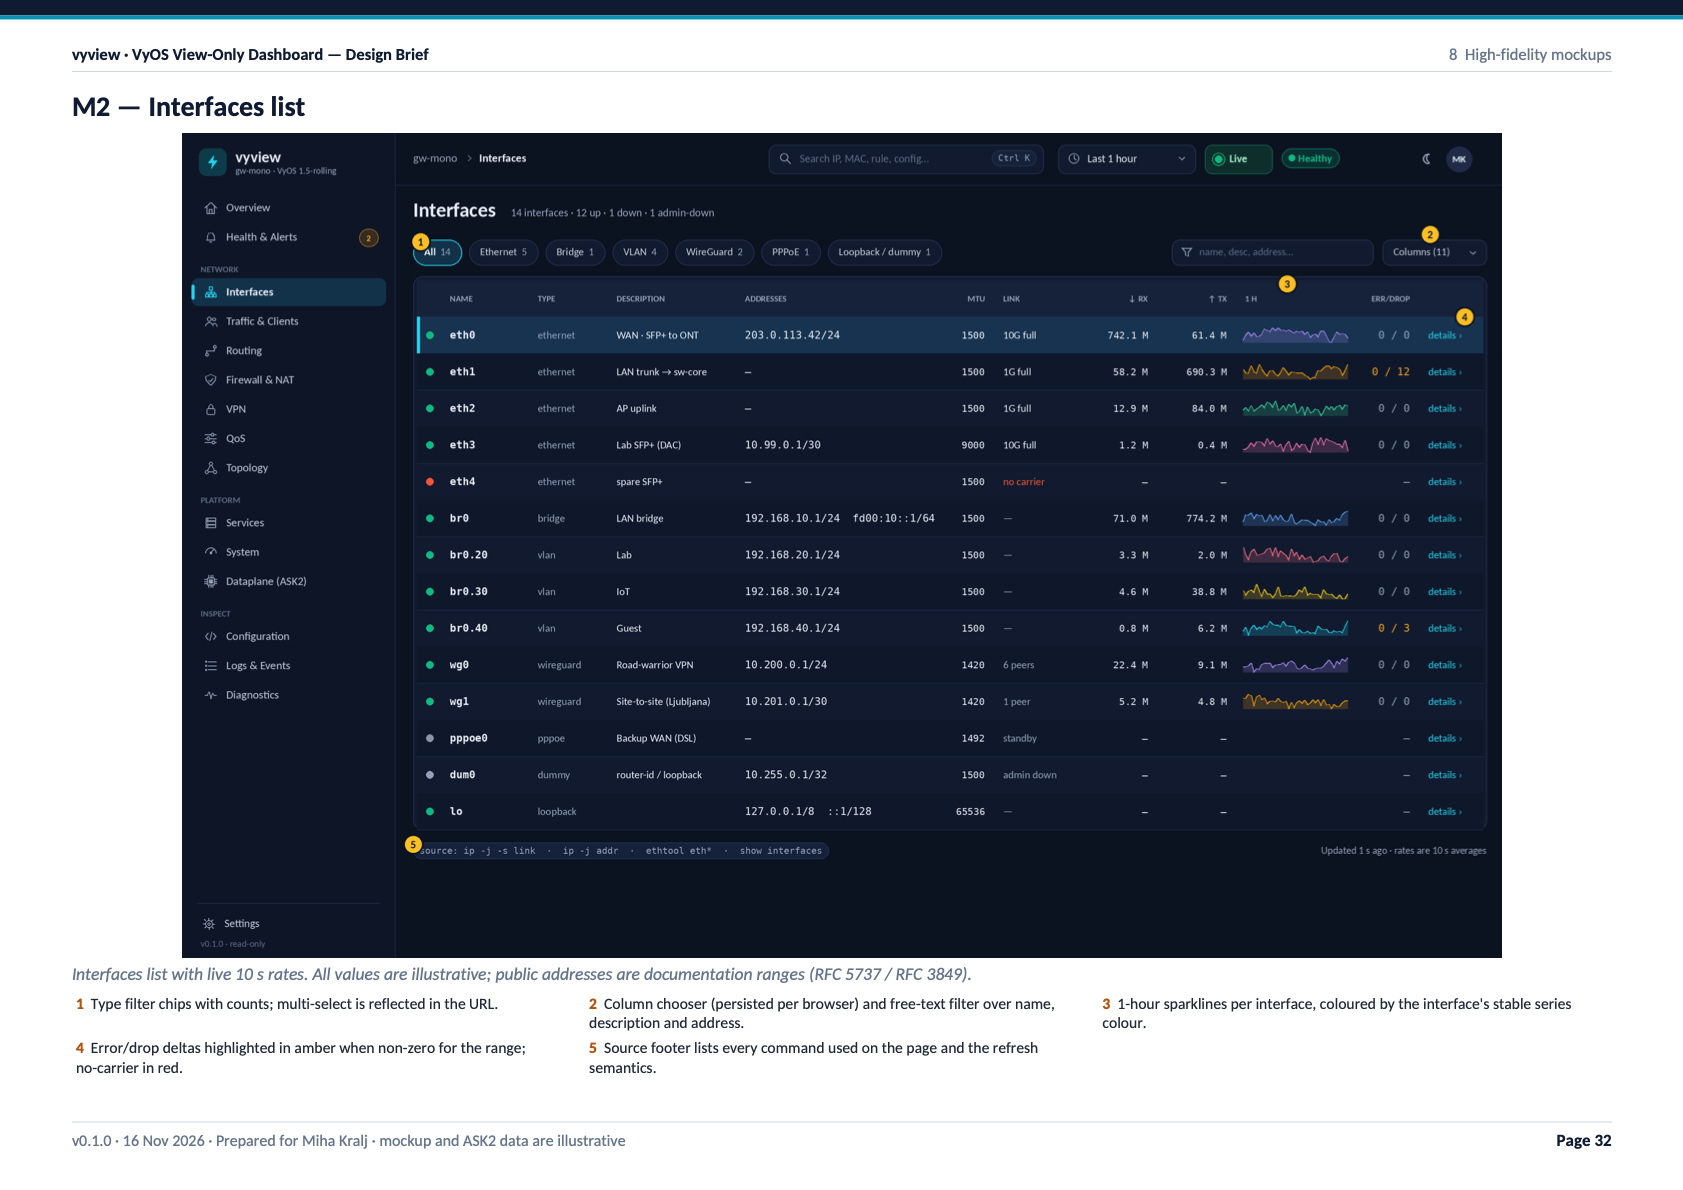 vyview · VyOS View-Only Dashboard — Design Brief
8 High-fidelity mockups
M2 — Interfaces list
vyview
gw-mono · VyOS 1.5-rolling
gw-mono > Interfaces
Search IP, MAC, rule, config...
Ctrl K
Last 1 hour
Live
Healthy
MK
Overview
Health & Alerts 2
NETWORK
Interfaces
Traffic & Clients
Routing
Firewall & NAT
VPN
QoS
Topology
PLATFORM
Services
System
Dataplane (ASK2)
INSPECT
Configuration
Logs & Events
Diagnostics
Settings
v0.1.0 · read-only
Interfaces 14 interfaces · 12 up · 1 down · 1 admin-down
1 All 14 Ethernet 5 Bridge 1 VLAN 4 WireGuard 2 PPPoE 1 Loopback / dummy 1
name, desc, address...
2 Columns (11)
3
NAME TYPE DESCRIPTION ADDRESSES MTU LINK ↓ RX ↑ TX 1 H ERR/DROP
4
eth0 ethernet WAN · SFP+ to ONT 203.0.113.42/24 1500 10G full 742.1 M 61.4 M 0 / 0 details ›
eth1 ethernet LAN trunk → sw-core — 1500 1G full 58.2 M 690.3 M 0 / 12 details ›
eth2 ethernet AP uplink — 1500 1G full 12.9 M 84.0 M 0 / 0 details ›
eth3 ethernet Lab SFP+ (DAC) 10.99.0.1/30 9000 10G full 1.2 M 0.4 M 0 / 0 details ›
eth4 ethernet spare SFP+ — 1500 no carrier — — — details ›
br0 bridge LAN bridge 192.168.10.1/24 fd00:10::1/64 1500 — 71.0 M 774.2 M 0 / 0 details ›
br0.20 vlan Lab 192.168.20.1/24 1500 — 3.3 M 2.0 M 0 / 0 details ›
br0.30 vlan IoT 192.168.30.1/24 1500 — 4.6 M 38.8 M 0 / 0 details ›
br0.40 vlan Guest 192.168.40.1/24 1500 — 0.8 M 6.2 M 0 / 3 details ›
wg0 wireguard Road-warrior VPN 10.200.0.1/24 1420 6 peers 22.4 M 9.1 M 0 / 0 details ›
wg1 wireguard Site-to-site (Ljubljana) 10.201.0.1/30 1420 1 peer 5.2 M 4.8 M 0 / 0 details ›
pppoe0 pppoe Backup WAN (DSL) — 1492 standby — — — details ›
dum0 dummy router-id / loopback 10.255.0.1/32 1500 admin down — — — details ›
lo loopback 127.0.0.1/8 ::1/128 65536 — — — — details ›
5 source: ip -j -s link · ip -j addr · ethtool eth* · show interfaces
Updated 1 s ago · rates are 10 s averages
Interfaces list with live 10 s rates. All values are illustrative; public addresses are documentation ranges (RFC 5737 / RFC 3849).
1 Type filter chips with counts; multi-select is reflected in the URL.
2 Column chooser (persisted per browser) and free-text filter over name,
description and address.
3 1-hour sparklines per interface, coloured by the interface's stable series
colour.
4 Error/drop deltas highlighted in amber when non-zero for the range;
no-carrier in red.
5 Source footer lists every command used on the page and the refresh
semantics.
v0.1.0 · 16 Nov 2026 · Prepared for Miha Kralj · mockup and ASK2 data are illustrative
Page 32